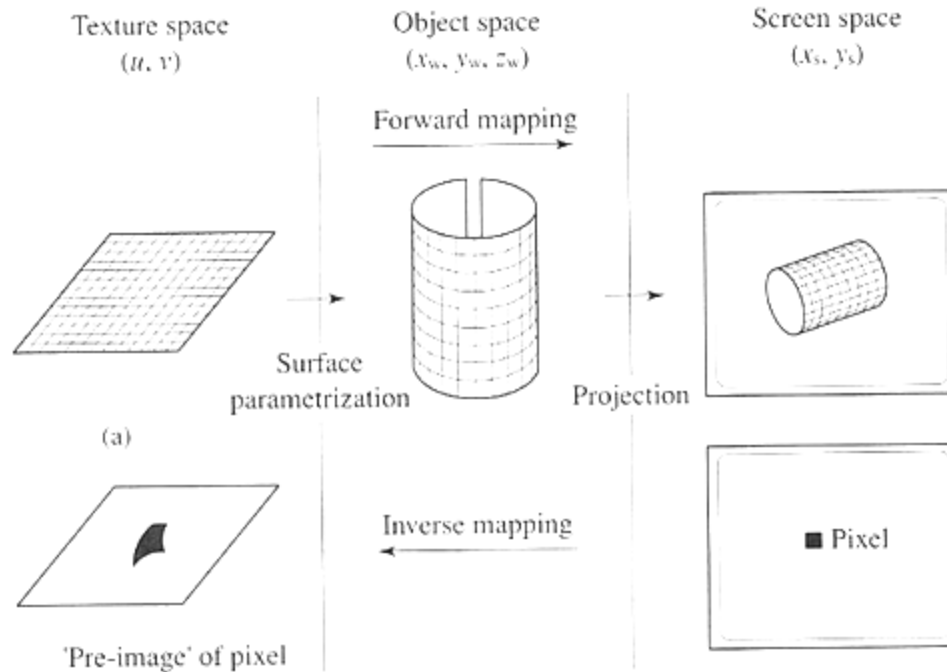 Texture space
(u, v)
Object space
(xw, yw, zw)
Screen space
(xs, ys)
Forward mapping
Surface
parametrization
Projection
(a)
Inverse mapping
Pixel
'Pre-image' of pixel